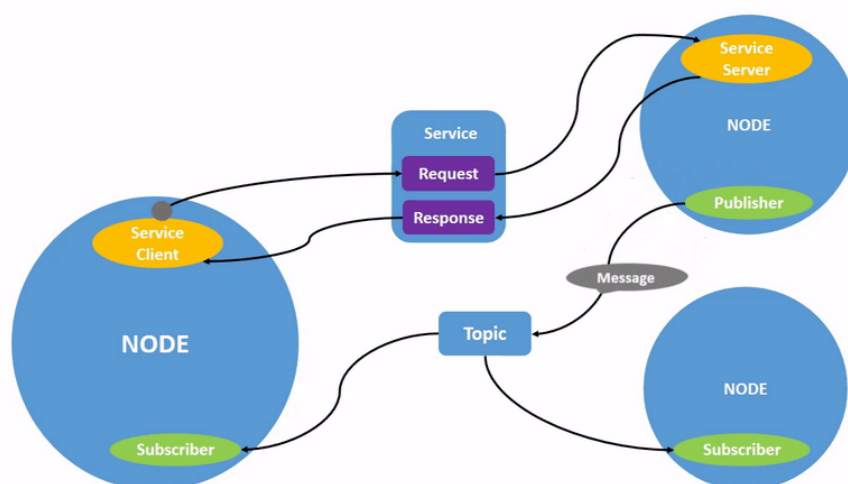 Service
Server
NODE
Publisher
Service
Request
Response
Service
Client
NODE
Subscriber
Message
Topic
NODE
Subscriber